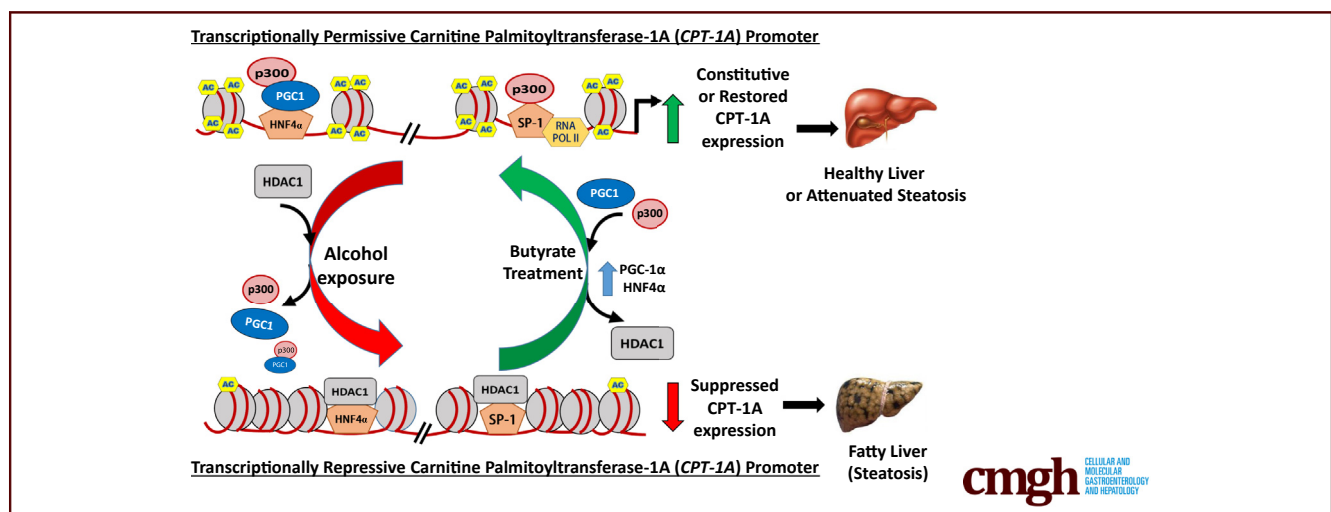 Transcriptionally Permissive Carnitine Palmitoyltransferase-1A (CPT-1A) Promoter
AC
AC
AC
AC
p300
PGC1
HNF4α
AC
AC
AC
AC
AC
AC
AC
p300
SP-1
RNA
POL II
AC
AC
AC
Constitutive
or Restored
CPT-1A
expression
Healthy Liver
or Attenuated Steatosis
HDAC1
Alcohol
exposure
p300
PGC1
p300
PGC1
Butyrate
Treatment
PGC1
p300
PGC-1α
HNF4α
HDAC1
AC
HDAC1
HNF4α
HDAC1
SP-1
AC
Suppressed
CPT-1A
expression
Fatty Liver
(Steatosis)
Transcriptionally Repressive Carnitine Palmitoyltransferase-1A (CPT-1A) Promoter
cmgh
CELLULAR AND
MOLECULAR
GASTROENTEROLOGY
AND HEPATOLOGY